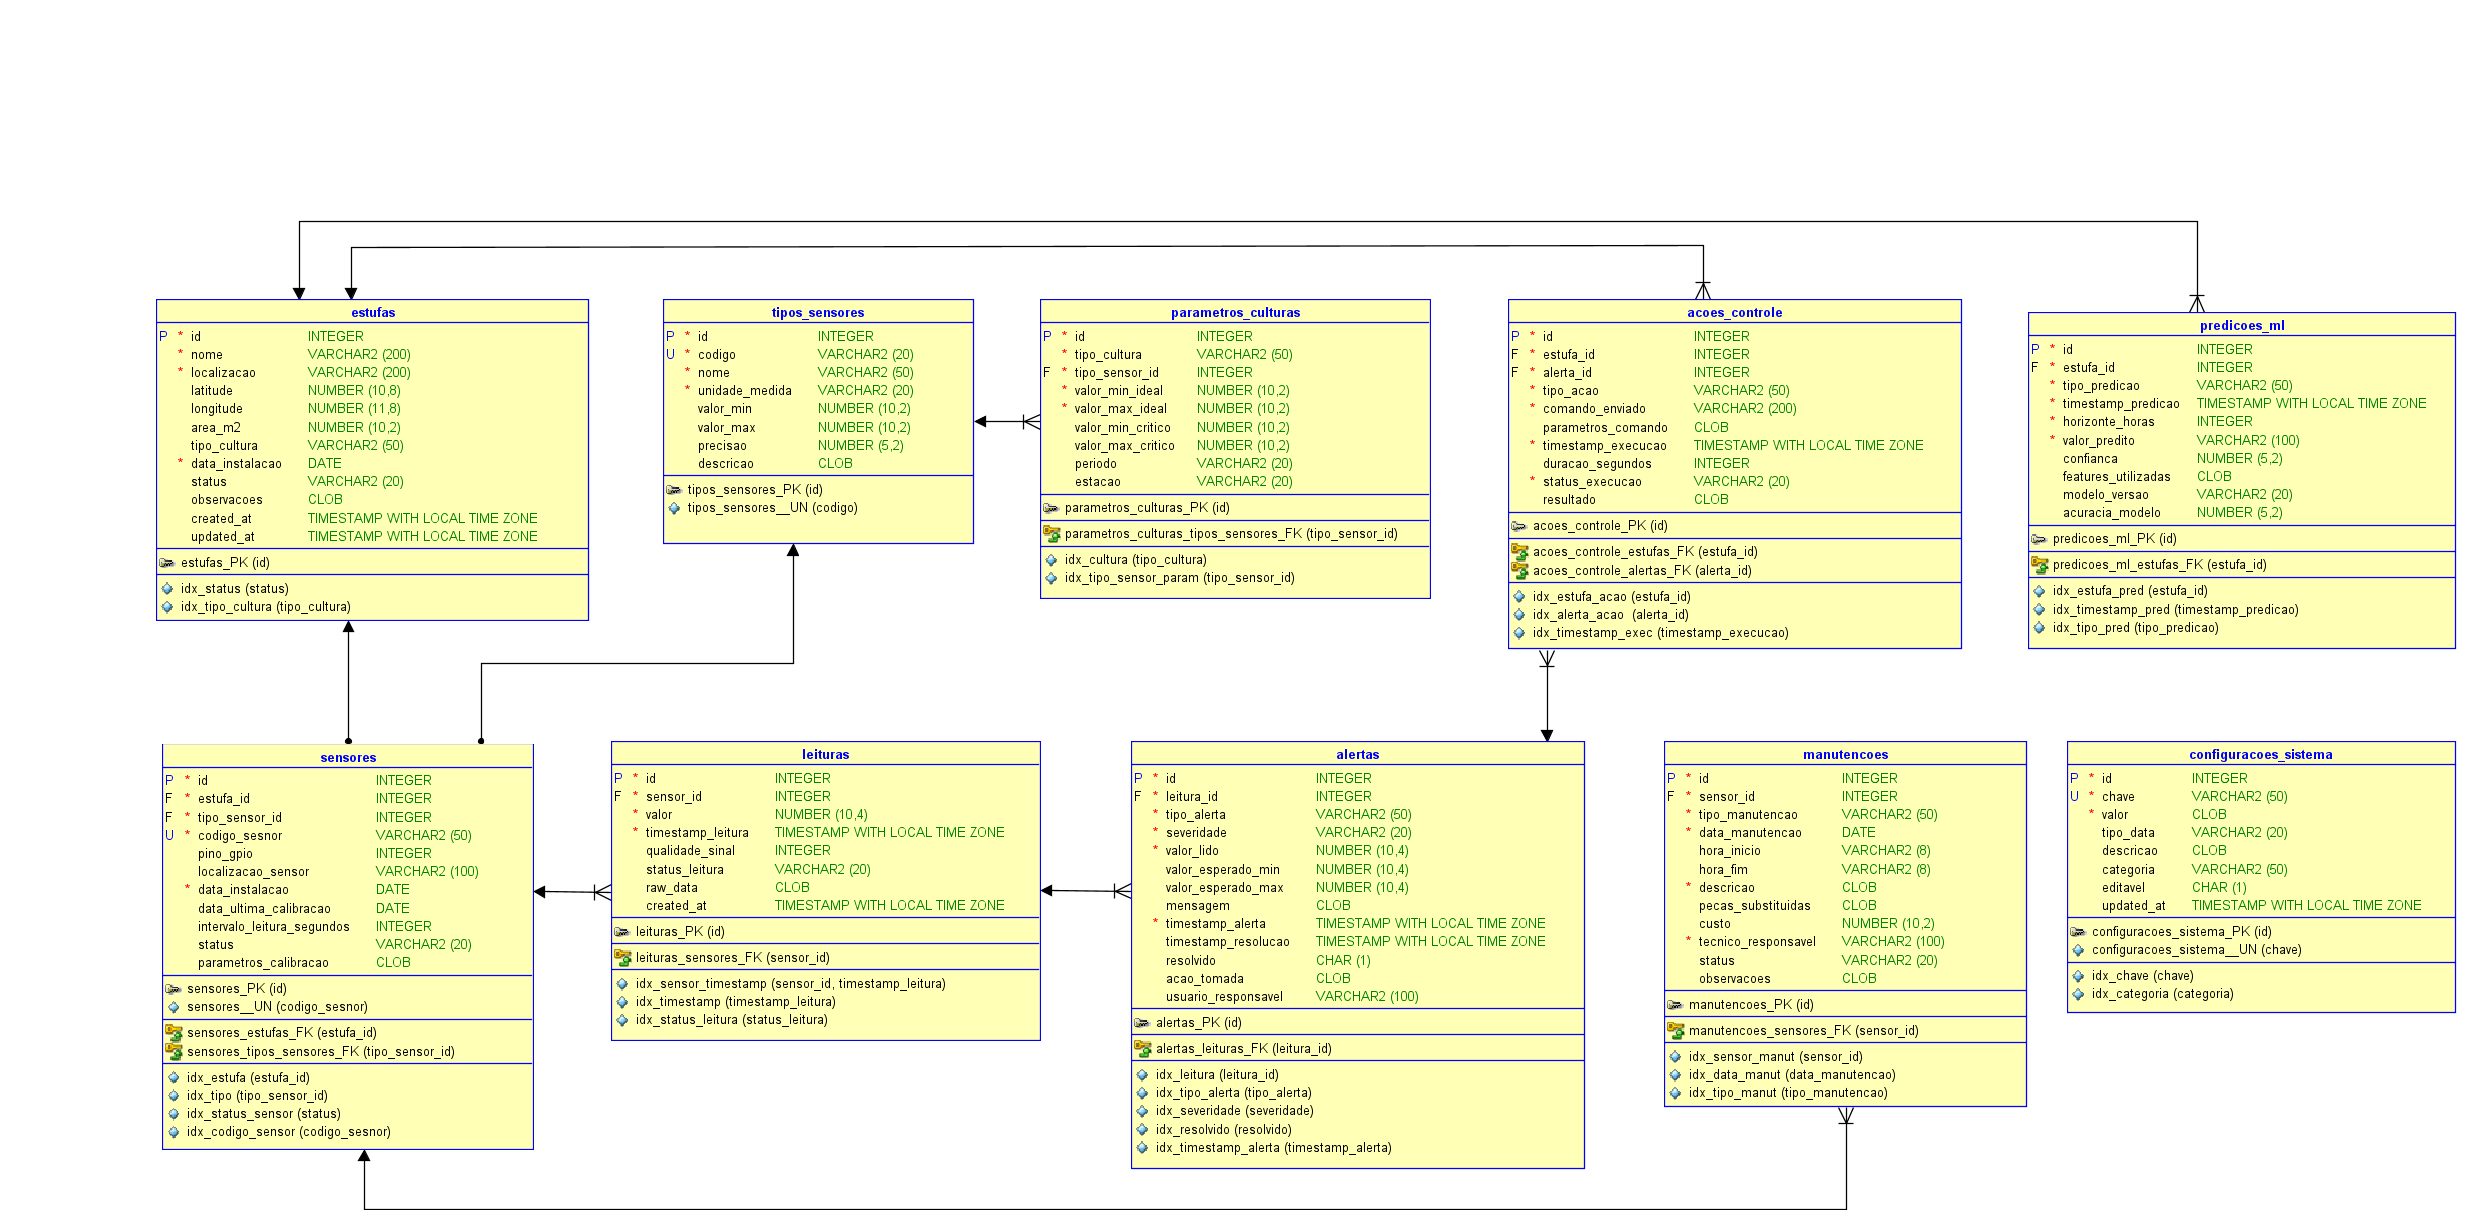 estufas
P * id INTEGER
* nome VARCHAR2 (200)
* localizacao VARCHAR2 (200)
latitude NUMBER (10,8)
longitude NUMBER (11,8)
area_m2 NUMBER (10,2)
tipo_cultura VARCHAR2 (50)
* data_instalacao DATE
status VARCHAR2 (20)
observacoes CLOB
created_at TIMESTAMP WITH LOCAL TIME ZONE
updated_at TIMESTAMP WITH LOCAL TIME ZONE
estufas_PK (id)
idx_status (status)
idx_tipo_cultura (tipo_cultura)
tipos_sensores
P * id INTEGER
U * codigo VARCHAR2 (20)
* nome VARCHAR2 (50)
* unidade_medida VARCHAR2 (20)
valor_min NUMBER (10,2)
valor_max NUMBER (10,2)
precisao NUMBER (5,2)
descricao CLOB
tipos_sensores_PK (id)
tipos_sensores__UN (codigo)
parametros_culturas
P * id INTEGER
* tipo_cultura VARCHAR2 (50)
F * tipo_sensor_id INTEGER
* valor_min_ideal NUMBER (10,2)
* valor_max_ideal NUMBER (10,2)
valor_min_critico NUMBER (10,2)
valor_max_critico NUMBER (10,2)
periodo VARCHAR2 (20)
estacao VARCHAR2 (20)
parametros_culturas_PK (id)
parametros_culturas_tipos_sensores_FK (tipo_sensor_id)
idx_cultura (tipo_cultura)
idx_tipo_sensor_param (tipo_sensor_id)
acoes_controle
P * id INTEGER
F * estufa_id INTEGER
F * alerta_id INTEGER
* tipo_acao VARCHAR2 (50)
* comando_enviado VARCHAR2 (200)
parametros_comando CLOB
* timestamp_execucao TIMESTAMP WITH LOCAL TIME ZONE
duracao_segundos INTEGER
* status_execucao VARCHAR2 (20)
resultado CLOB
acoes_controle_PK (id)
acoes_controle_estufas_FK (estufa_id)
acoes_controle_alertas_FK (alerta_id)
idx_estufa_acao (estufa_id)
idx_alerta_acao (alerta_id)
idx_timestamp_exec (timestamp_execucao)
predicoes_ml
P * id INTEGER
F * estufa_id INTEGER
* tipo_predicao VARCHAR2 (50)
* timestamp_predicao TIMESTAMP WITH LOCAL TIME ZONE
* horizonte_horas INTEGER
* valor_predito VARCHAR2 (100)
confianca NUMBER (5,2)
features_utilizadas CLOB
modelo_versao VARCHAR2 (20)
acuracia_modelo NUMBER (5,2)
predicoes_ml_PK (id)
predicoes_ml_estufas_FK (estufa_id)
idx_estufa_pred (estufa_id)
idx_timestamp_pred (timestamp_predicao)
idx_tipo_pred (tipo_predicao)
sensores
P * id INTEGER
F * estufa_id INTEGER
F * tipo_sensor_id INTEGER
U * codigo_sesnor VARCHAR2 (50)
pino_gpio INTEGER
localizacao_sensor VARCHAR2 (100)
* data_instalacao DATE
data_ultima_calibracao DATE
intervalo_leitura_segundos INTEGER
status VARCHAR2 (20)
parametros_calibracao CLOB
sensores_PK (id)
sensores__UN (codigo_sesnor)
sensores_estufas_FK (estufa_id)
sensores_tipos_sensores_FK (tipo_sensor_id)
idx_estufa (estufa_id)
idx_tipo (tipo_sensor_id)
idx_status_sensor (status)
idx_codigo_sensor (codigo_sesnor)
leituras
P * id INTEGER
F * sensor_id INTEGER
* valor NUMBER (10,4)
* timestamp_leitura TIMESTAMP WITH LOCAL TIME ZONE
qualidade_sinal INTEGER
status_leitura VARCHAR2 (20)
raw_data CLOB
created_at TIMESTAMP WITH LOCAL TIME ZONE
leituras_PK (id)
leituras_sensores_FK (sensor_id)
idx_sensor_timestamp (sensor_id, timestamp_leitura)
idx_timestamp (timestamp_leitura)
idx_status_leitura (status_leitura)
alertas
P * id INTEGER
F * leitura_id INTEGER
* tipo_alerta VARCHAR2 (50)
* severidade VARCHAR2 (20)
* valor_lido NUMBER (10,4)
valor_esperado_min NUMBER (10,4)
valor_esperado_max NUMBER (10,4)
mensagem CLOB
* timestamp_alerta TIMESTAMP WITH LOCAL TIME ZONE
timestamp_resolucao TIMESTAMP WITH LOCAL TIME ZONE
resolvido CHAR (1)
acao_tomada CLOB
usuario_responsavel VARCHAR2 (100)
alertas_PK (id)
alertas_leituras_FK (leitura_id)
idx_leitura (leitura_id)
idx_tipo_alerta (tipo_alerta)
idx_severidade (severidade)
idx_resolvido (resolvido)
idx_timestamp_alerta (timestamp_alerta)
manutencoes
P * id INTEGER
F * sensor_id INTEGER
* tipo_manutencao VARCHAR2 (50)
* data_manutencao DATE
hora_inicio VARCHAR2 (8)
hora_fim VARCHAR2 (8)
* descricao CLOB
pecas_substituidas CLOB
custo NUMBER (10,2)
* tecnico_responsavel VARCHAR2 (100)
status VARCHAR2 (20)
observacoes CLOB
manutencoes_PK (id)
manutencoes_sensores_FK (sensor_id)
idx_sensor_manut (sensor_id)
idx_data_manut (data_manutencao)
idx_tipo_manut (tipo_manutencao)
configuracoes_sistema
P * id INTEGER
U * chave VARCHAR2 (50)
* valor CLOB
tipo_data VARCHAR2 (20)
descricao CLOB
categoria VARCHAR2 (50)
editavel CHAR (1)
updated_at TIMESTAMP WITH LOCAL TIME ZONE
configuracoes_sistema_PK (id)
configuracoes_sistema__UN (chave)
idx_chave (chave)
idx_categoria (categoria)